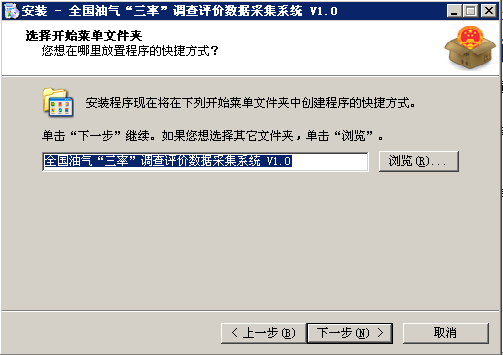 安装 - 全国油气“三率”调查评价数据采集系统 V1.0
选择开始菜单文件夹
您想在哪里放置程序的快捷方式？
安装程序现在将在下列开始菜单文件夹中创建程序的快捷方式。
单击“下一步”继续。如果您想选择其它文件夹，单击“浏览”。
全国油气“三率”调查评价数据采集系统 V1.0
浏览(R)...
< 上一步(B)
下一步(N) >
取消